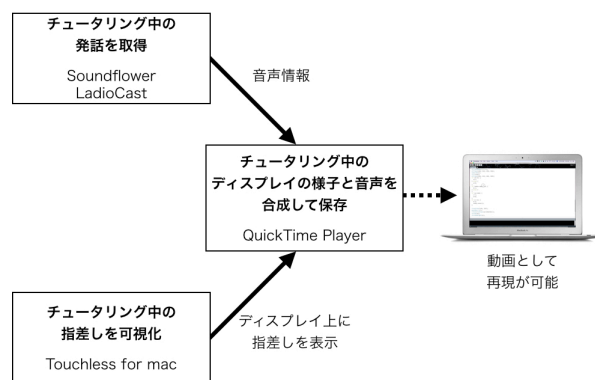 チュータリング中の
発話を取得
Soundflower
LadioCast
音声情報
チュータリング中の
ディスプレイの様子と音声を
合成して保存
QuickTime Player
動画として
再現が可能
チュータリング中の
指差しを可視化
Touchless for mac
ディスプレイ上に
指差しを表示